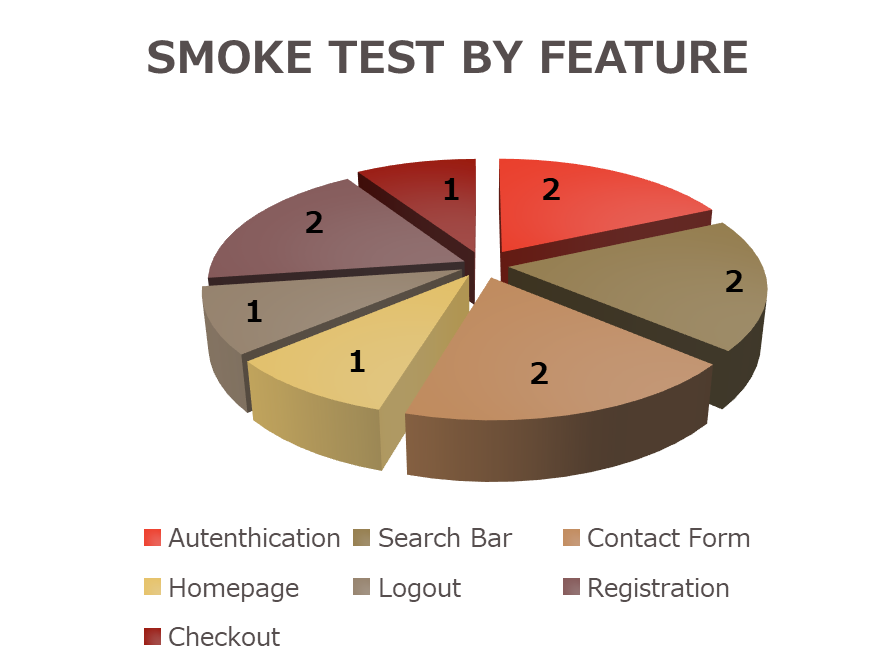 SMOKE TEST BY FEATURE
1
2
2
2
1
1
2
Autenthication
Search Bar
Contact Form
Homepage
Logout
Registration
Checkout